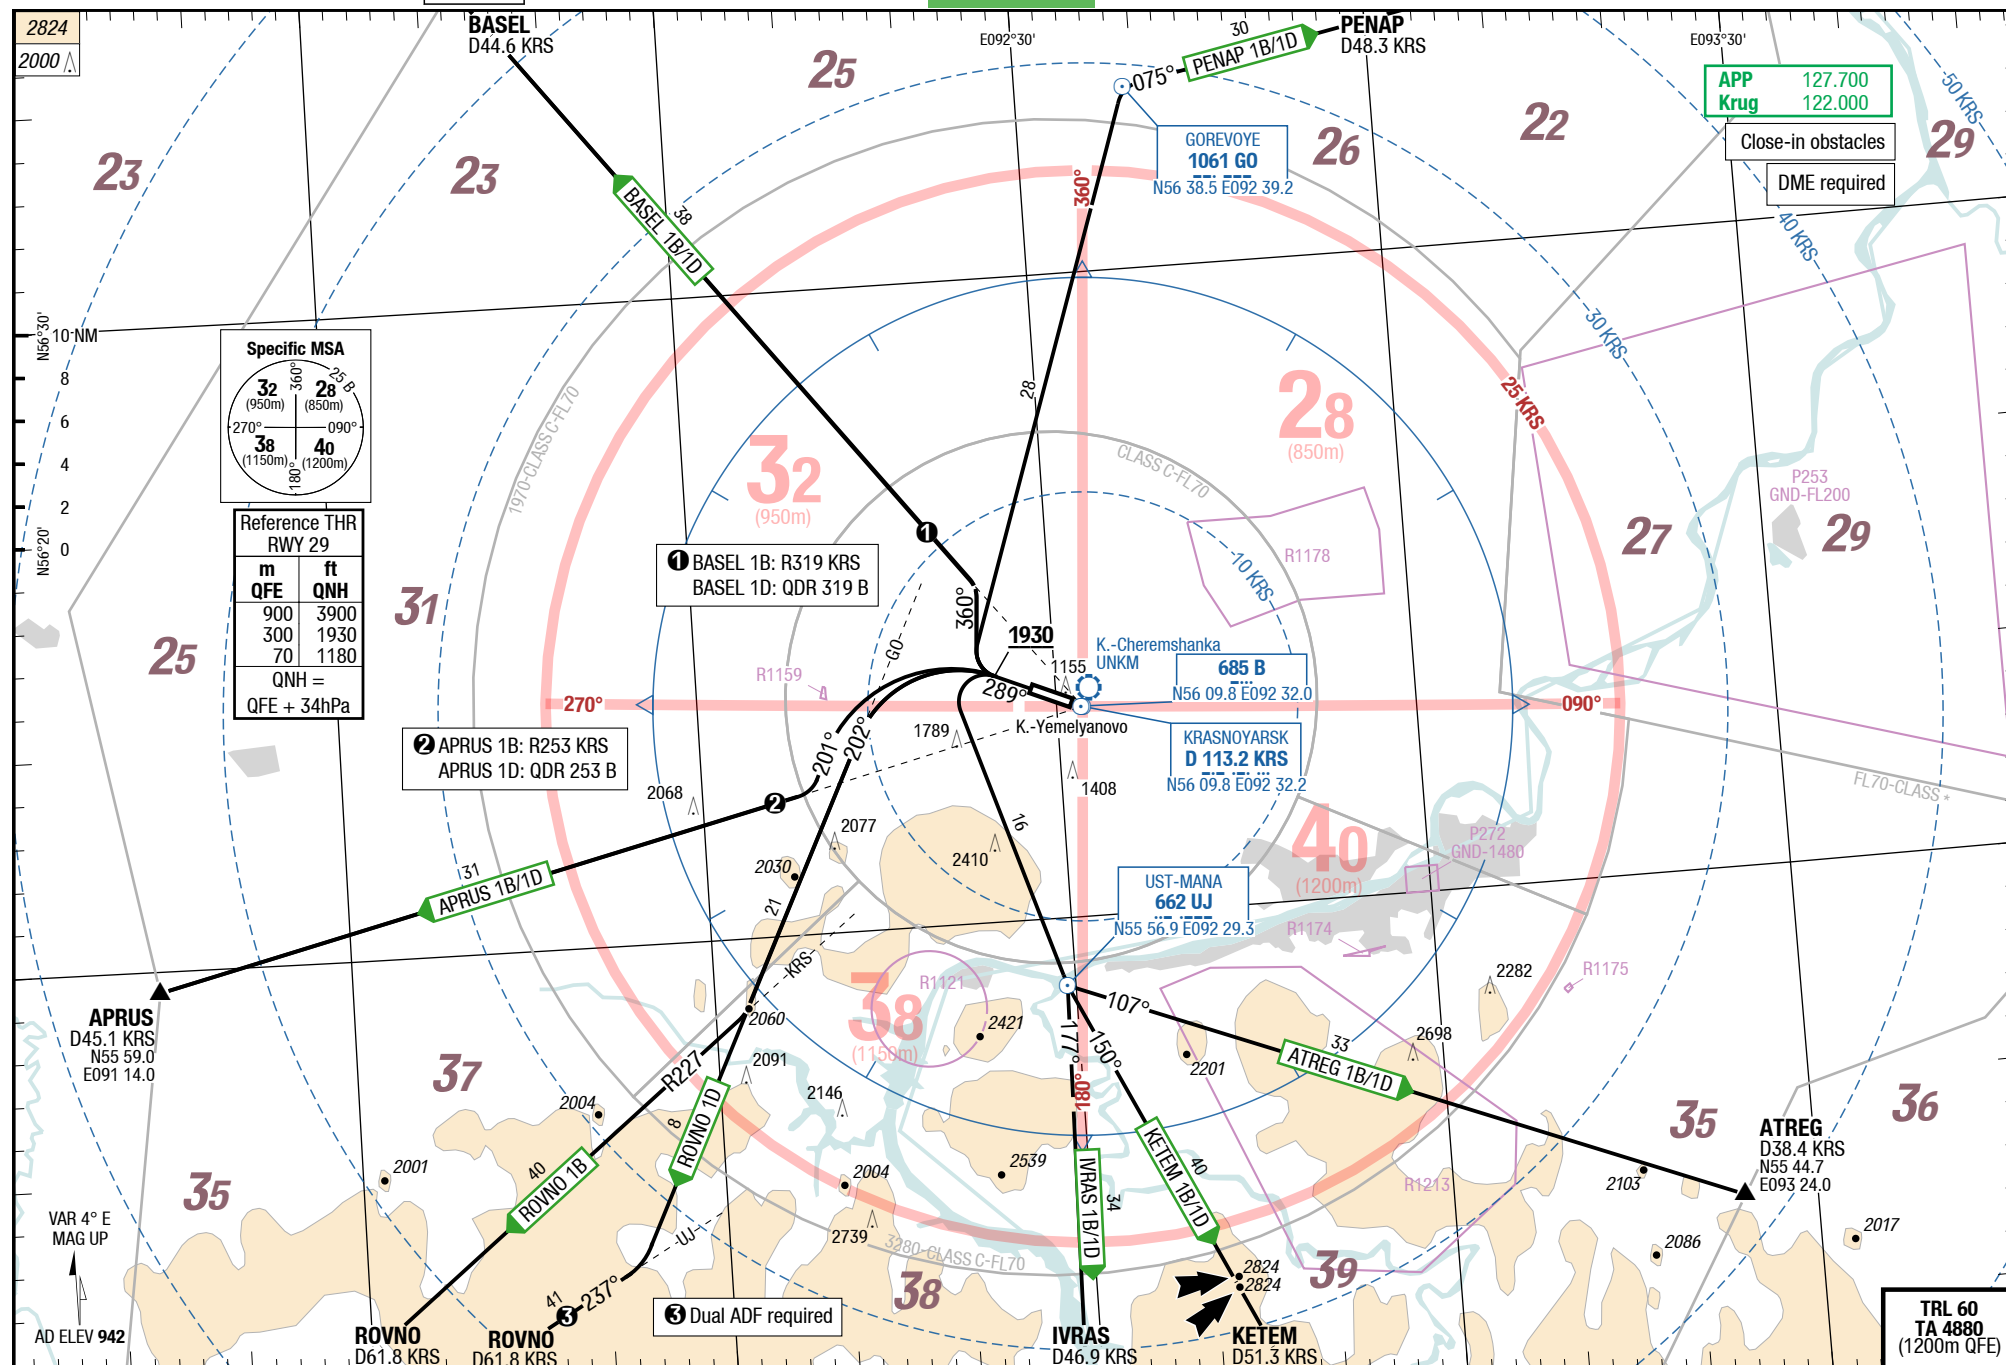 2824
2000
BASEL
D44.6 KRS
E092°30'
30
PENAP 1B/1D
075°
PENAP
D48.3 KRS
E093°30'
APP 127.700
Krug 122.000
Close-in obstacles
DME required
50 KRS
40 KRS
30 KRS
25 KRS
10 KRS
25
23
23
26
22
29
GOREVOYE
1061 GO
N56 38.5 E092 39.2
360°
38
BASEL 1B/1D
28
N56°30'
10 NM
8
6
4
2
0
N56°20'
Specific MSA
25 B
360°
32
(950m)
28
(850m)
270°
090°
38
(1150m)
40
(1200m)
180°
Reference THR
RWY 29
m ft
QFE QNH
900 3900
300 1930
70 1180
QNH =
QFE + 34hPa
1970-CLASS C-FL70
CLASS C-FL70
32
(950m)
28
(850m)
P253
GND-FL200
27
29
R1178
1
1 BASEL 1B: R319 KRS
BASEL 1D: QDR 319 B
31
25
360°
GO
1930
1155
K.-Cheremshanka
UNKM
685 B
N56 09.8 E092 32.0
R1159
289°
270°
090°
K.-Yemelyanovo
KRASNOYARSK
D 113.2 KRS
N56 09.8 E092 32.2
2 APRUS 1B: R253 KRS
APRUS 1D: QDR 253 B
201°
202°
1789
1408
2068
2
FL70-CLASS *
2077
2030
2410
16
40
(1200m)
P272
GND-1480
31
APRUS 1B/1D
21
UST-MANA
662 UJ
N55 56.9 E092 29.3
R1174
KRS
R1121
2282
R1175
APRUS
D45.1 KRS
N55 59.0
E091 14.0
2060
38
(1150m)
2421
107°
177°
150°
180°
2698
33
ATREG 1B/1D
2201
37
R227
2091
2146
2004
8
ROVNO 1D
35
36
ATREG
D38.4 KRS
N55 44.7
E093 24.0
2001
40
ROVNO 1B
2004
2539
KETEM 1B/1D
40
IVRAS 1B/1D
34
R1213
2103
2017
2086
35
VAR 4° E
MAG UP
AD ELEV 942
UJ
2739
3280-CLASS C-FL70
38
39
2824
2824
41
3
237°
3 Dual ADF required
ROVNO
D61.8 KRS
ROVNO
D61.8 KRS
IVRAS
D46.9 KRS
KETEM
D51.3 KRS
TRL 60
TA 4880
(1200m QFE)